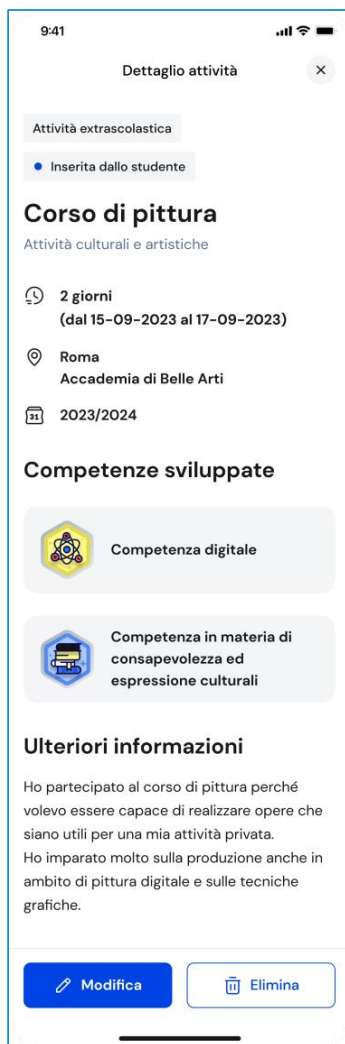 9:41
Dettaglio attività
Attività extrascolastica
Inserita dallo studente
Corso di pittura
Attività culturali e artistiche
2 giorni
(dal 15-09-2023 al 17-09-2023)
Roma
Accademia di Belle Arti
31
2023/2024
Competenze sviluppate
Competenza digitale
Competenza in materia di
consapevolezza ed
espressione culturali
Ulteriori informazioni
Ho partecipato al corso di pittura perché
volevo essere capace di realizzare opere che
siano utili per una mia attività privata.
Ho imparato molto sulla produzione anche in
ambito di pittura digitale e sulle tecniche
grafiche.
Modifica
Elimina